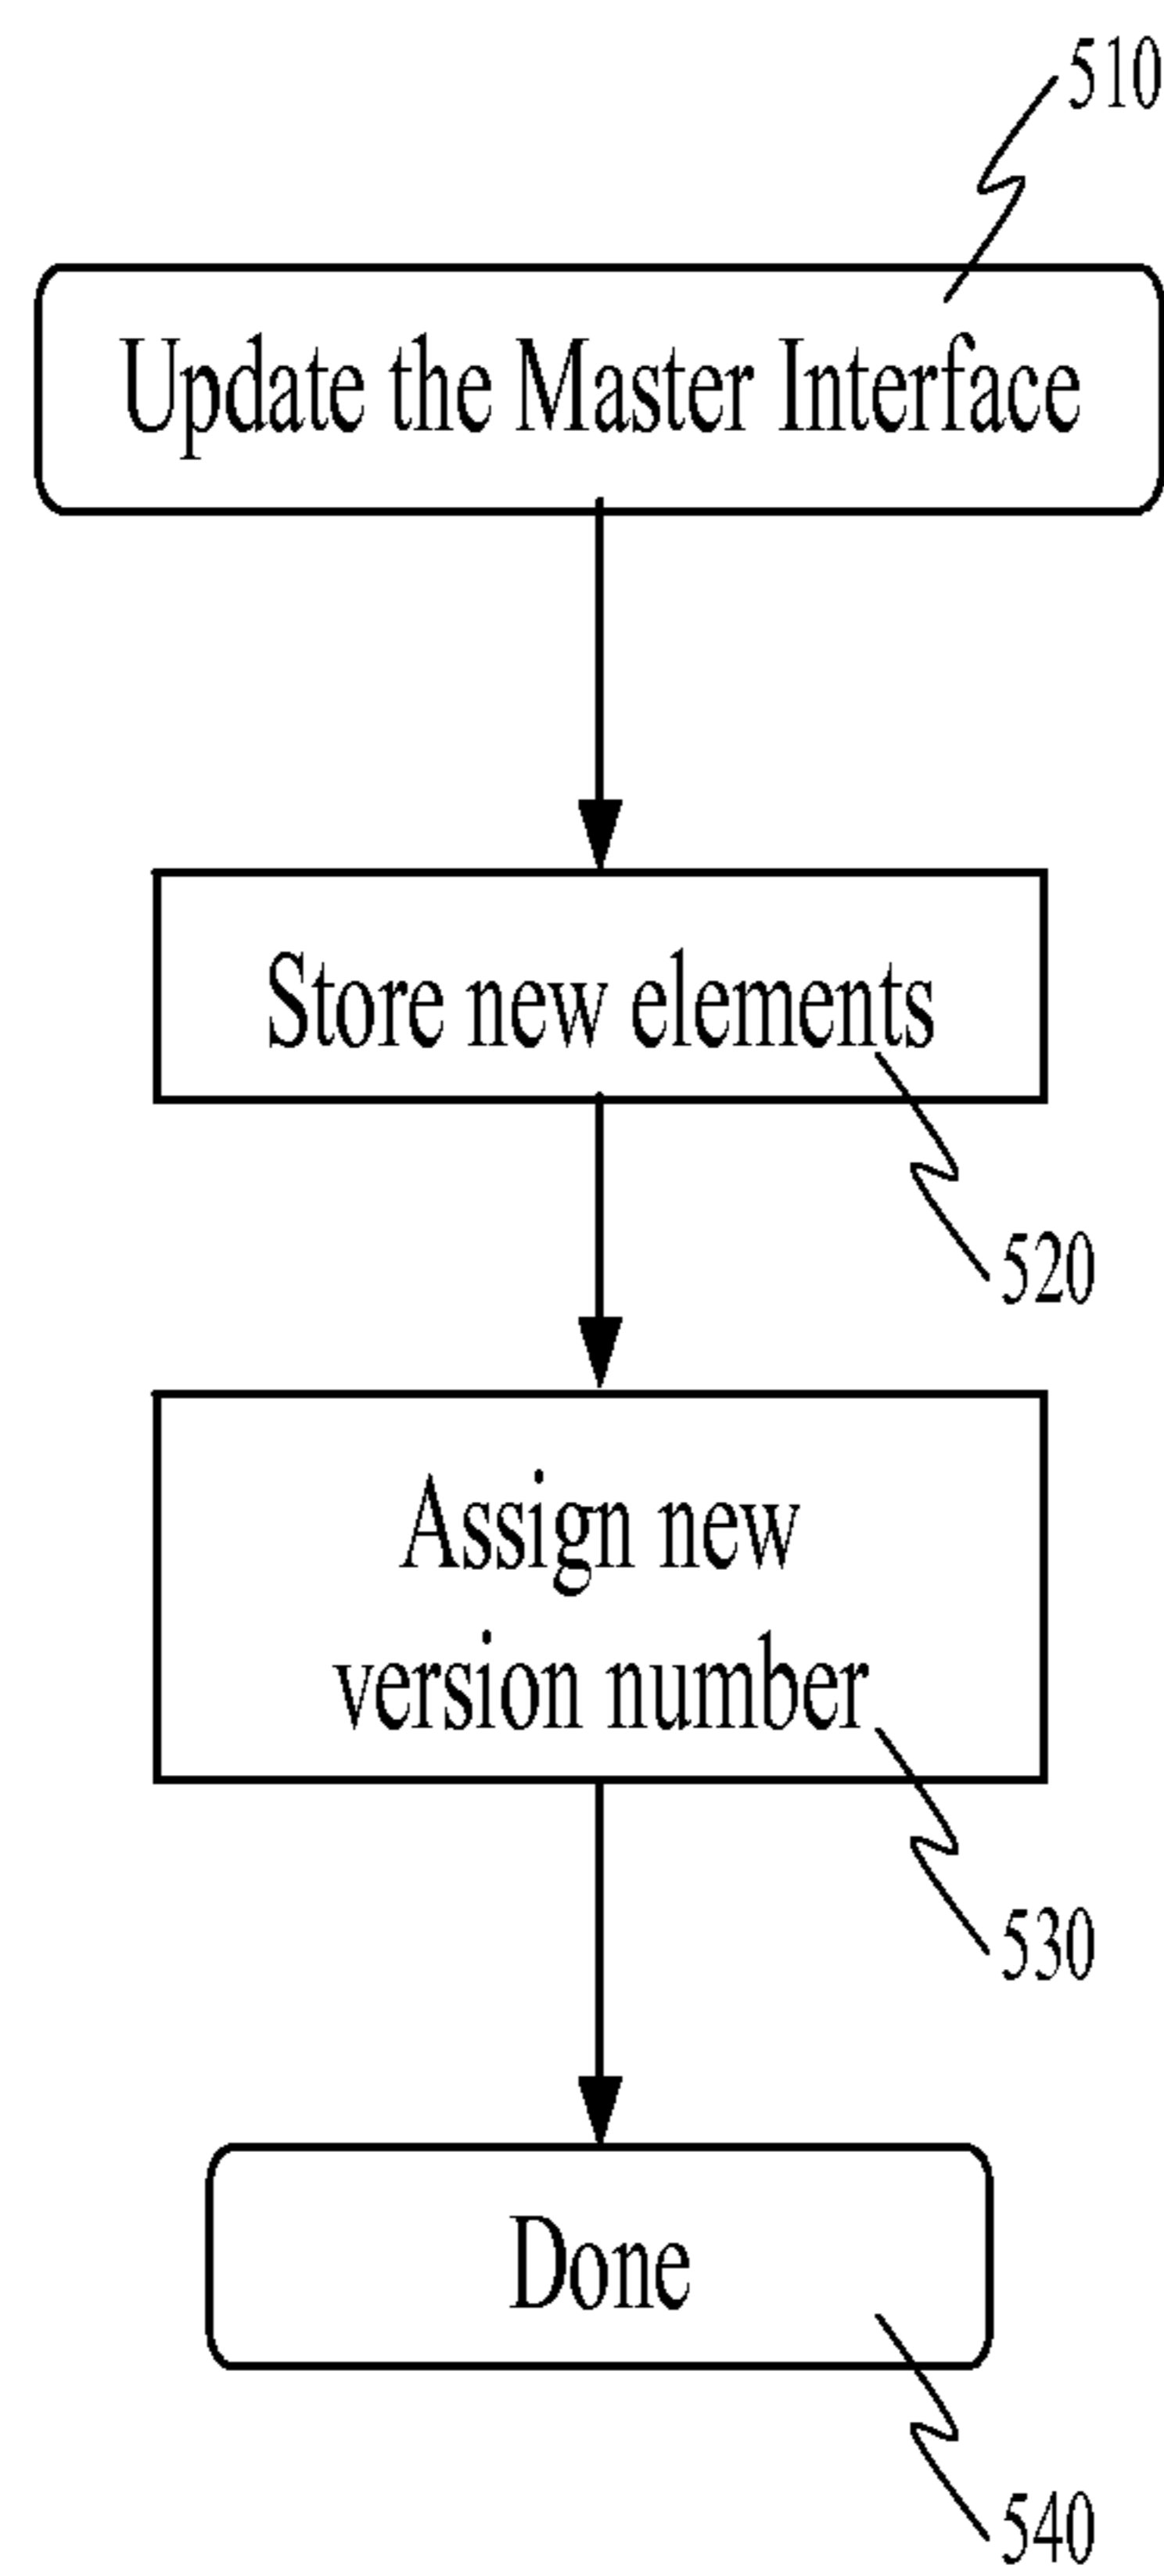 510
Update the Master Interface
Store new elements
520
Assign new
version number
530
Done
540